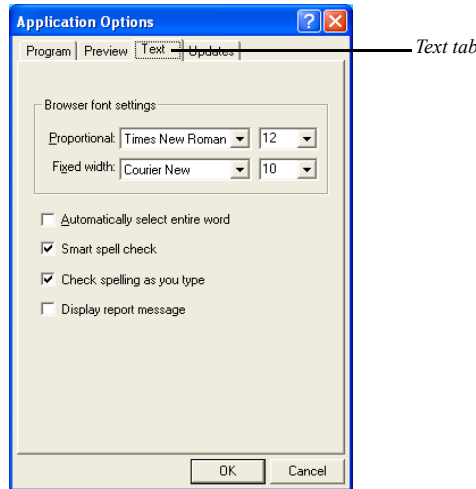 Application Options
Program Preview Text Updates Text tab
Browser font settings
Proportional: Times New Roman 12
Fixed width: Courier New 10
Automatically select entire word
Smart spell check
Check spelling as you type
Display report message
OK Cancel